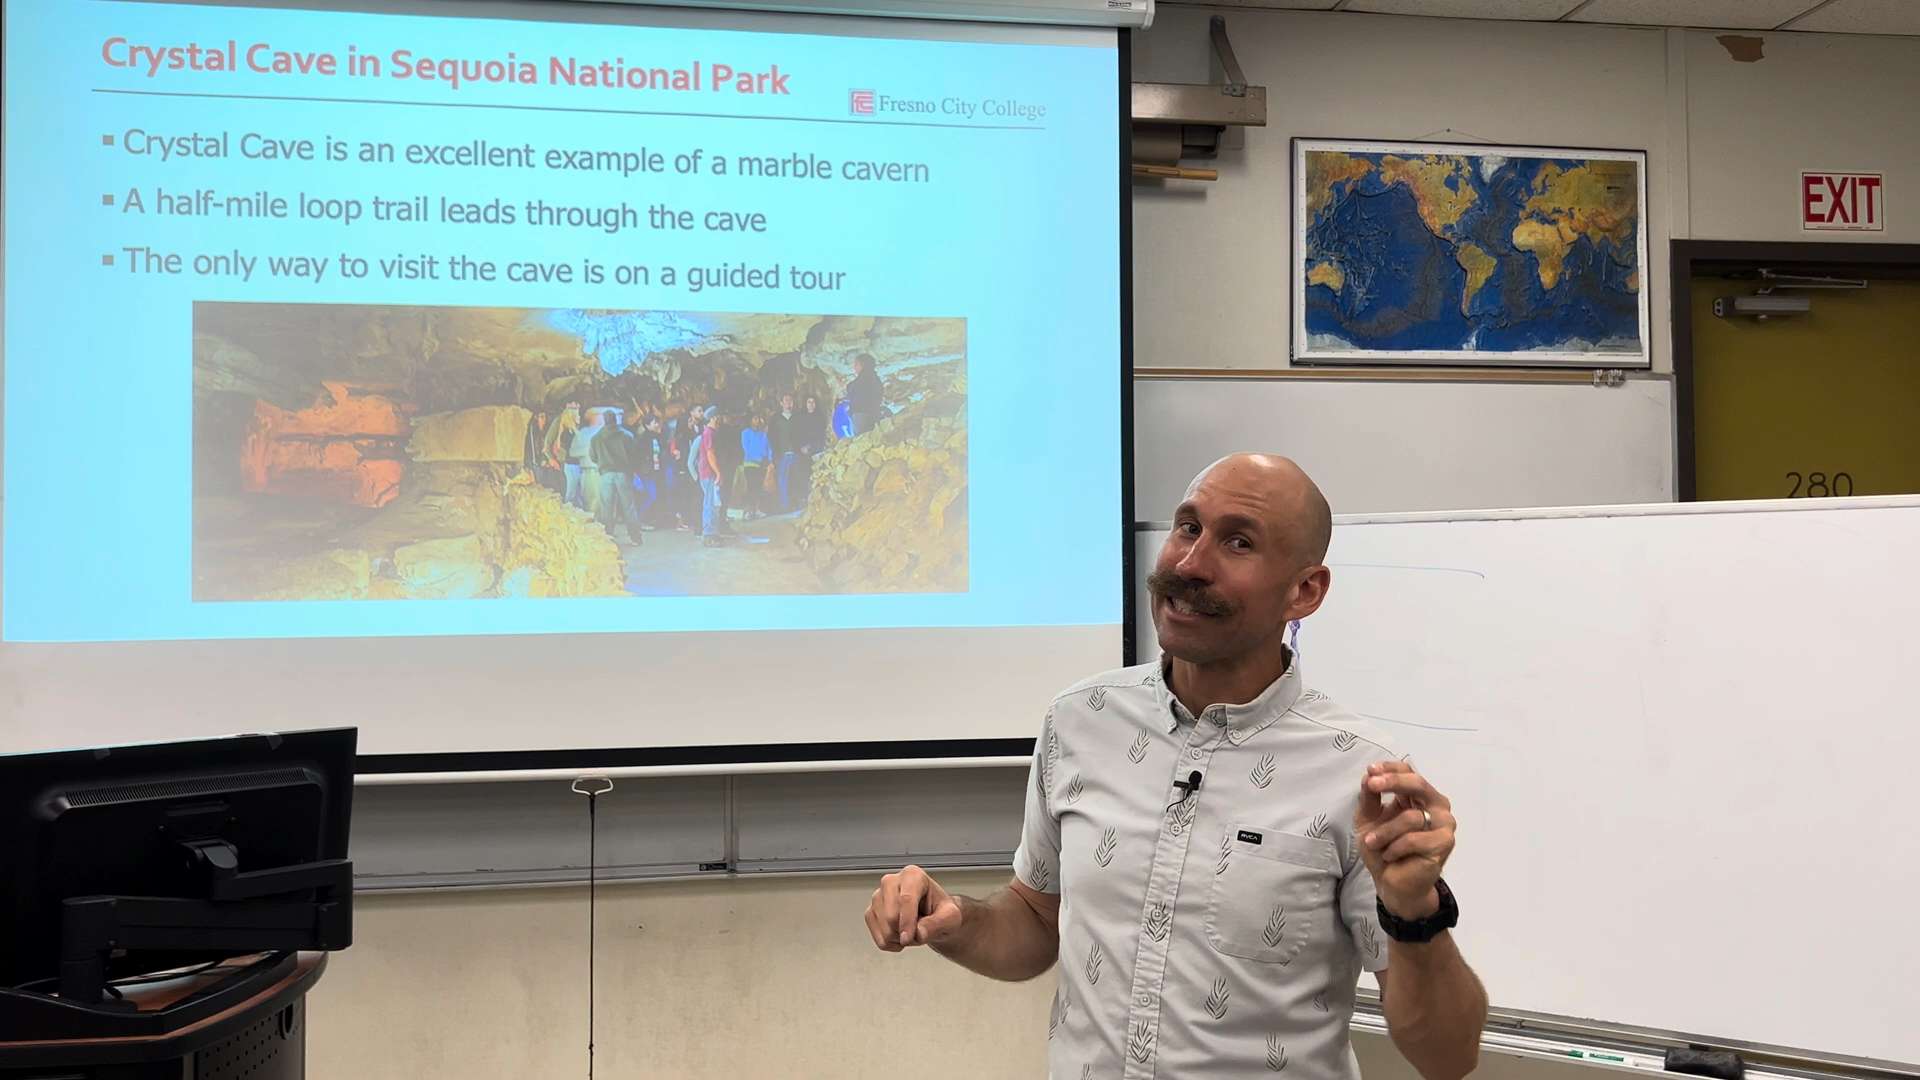 Crystal Cave in Sequoia National Park
Fresno City College
▪ Crystal Cave is an excellent example of a marble cavern
▪ A half-mile loop trail leads through the cave
▪ The only way to visit the cave is on a guided tour
EXIT
280
RVCA